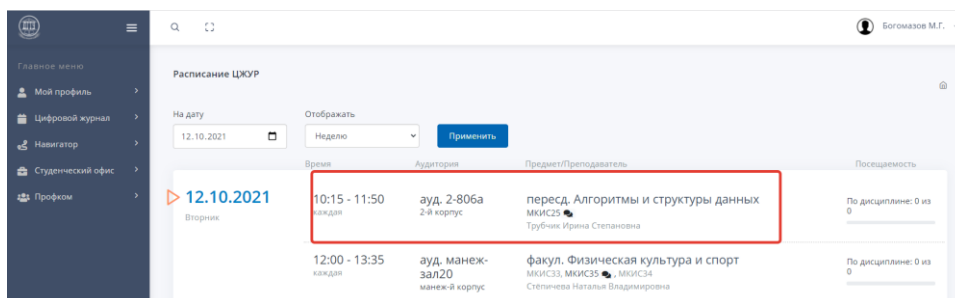 Богомазов М.Г.
Главное меню
Мой профиль
Цифровой журнал
Навигатор
Студенческий офис
Профком
Расписание ЦЖУР
На дату
Отображать
12.10.2021
Неделю
Применить
Время
Аудитория
Предмет/Преподаватель
Посещаемость
12.10.2021
Вторник
10:15 - 11:50
каждая
ауд. 2-806а
2-й корпус
пересд. Алгоритмы и структуры данных
МКИС25
Трубчик Ирина Степановна
По дисциплине: 0 из
0
12:00 - 13:35
каждая
ауд. манеж-
зал20
манеж-й корпус
факул. Физическая культура и спорт
МКИС33, МКИС35 , МКИС34
Степичева Наталья Владимировна
По дисциплине: 0 из
0